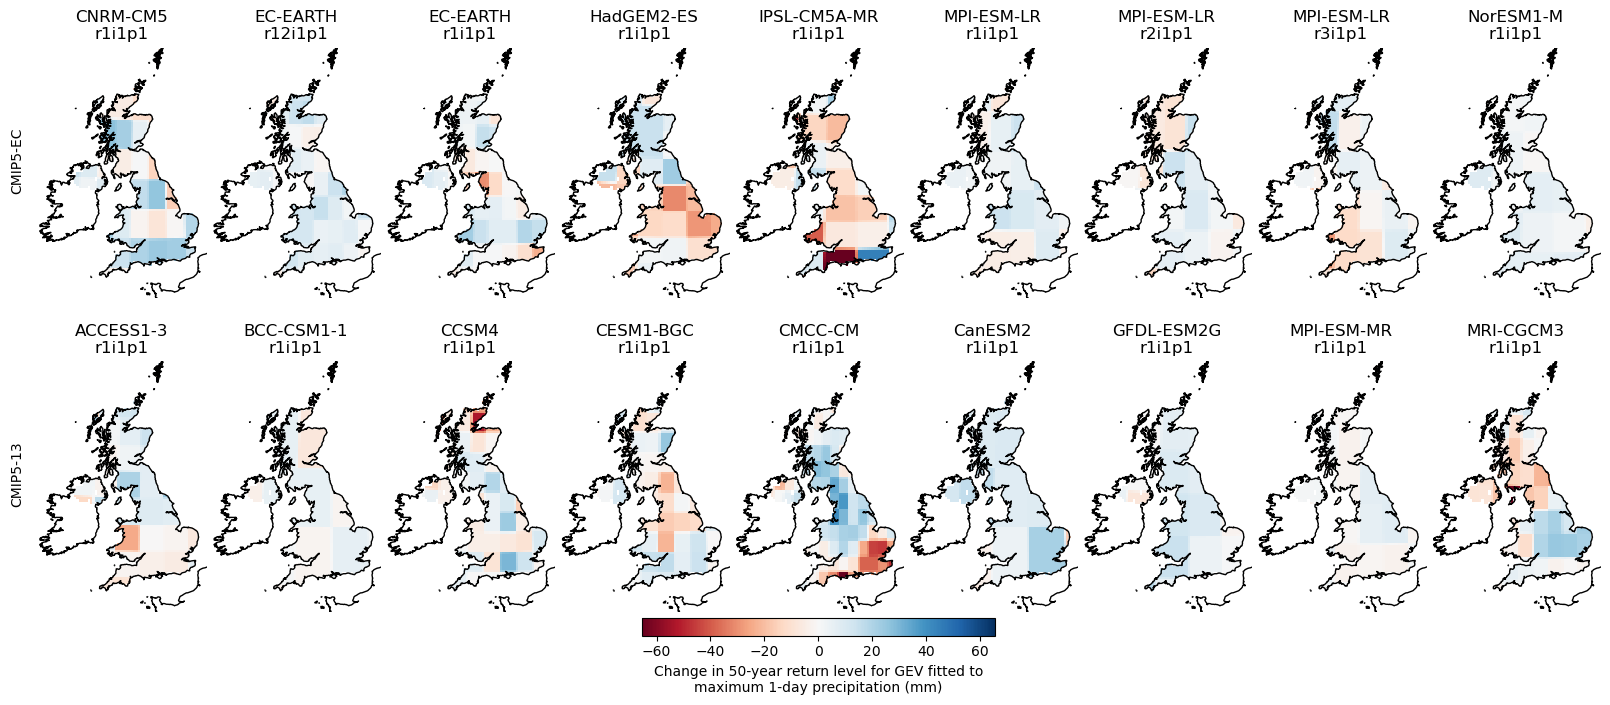 CNRM-CM5
r1i1p1
EC-EARTH
r12i1p1
EC-EARTH
r1i1p1
HadGEM2-ES
r1i1p1
IPSL-CM5A-MR
r1i1p1
MPI-ESM-LR
r1i1p1
MPI-ESM-LR
r2i1p1
MPI-ESM-LR
r3i1p1
NorESM1-M
r1i1p1
CMIP5-EC
ACCESS1-3
r1i1p1
BCC-CSM1-1
r1i1p1
CCSM4
r1i1p1
CESM1-BGC
r1i1p1
CMCC-CM
r1i1p1
CanESM2
r1i1p1
GFDL-ESM2G
r1i1p1
MPI-ESM-MR
r1i1p1
MRI-CGCM3
r1i1p1
CMIP5-13
−60 −40 −20 0 20 40 60
Change in 50-year return level for GEV fitted to
maximum 1-day precipitation (mm)